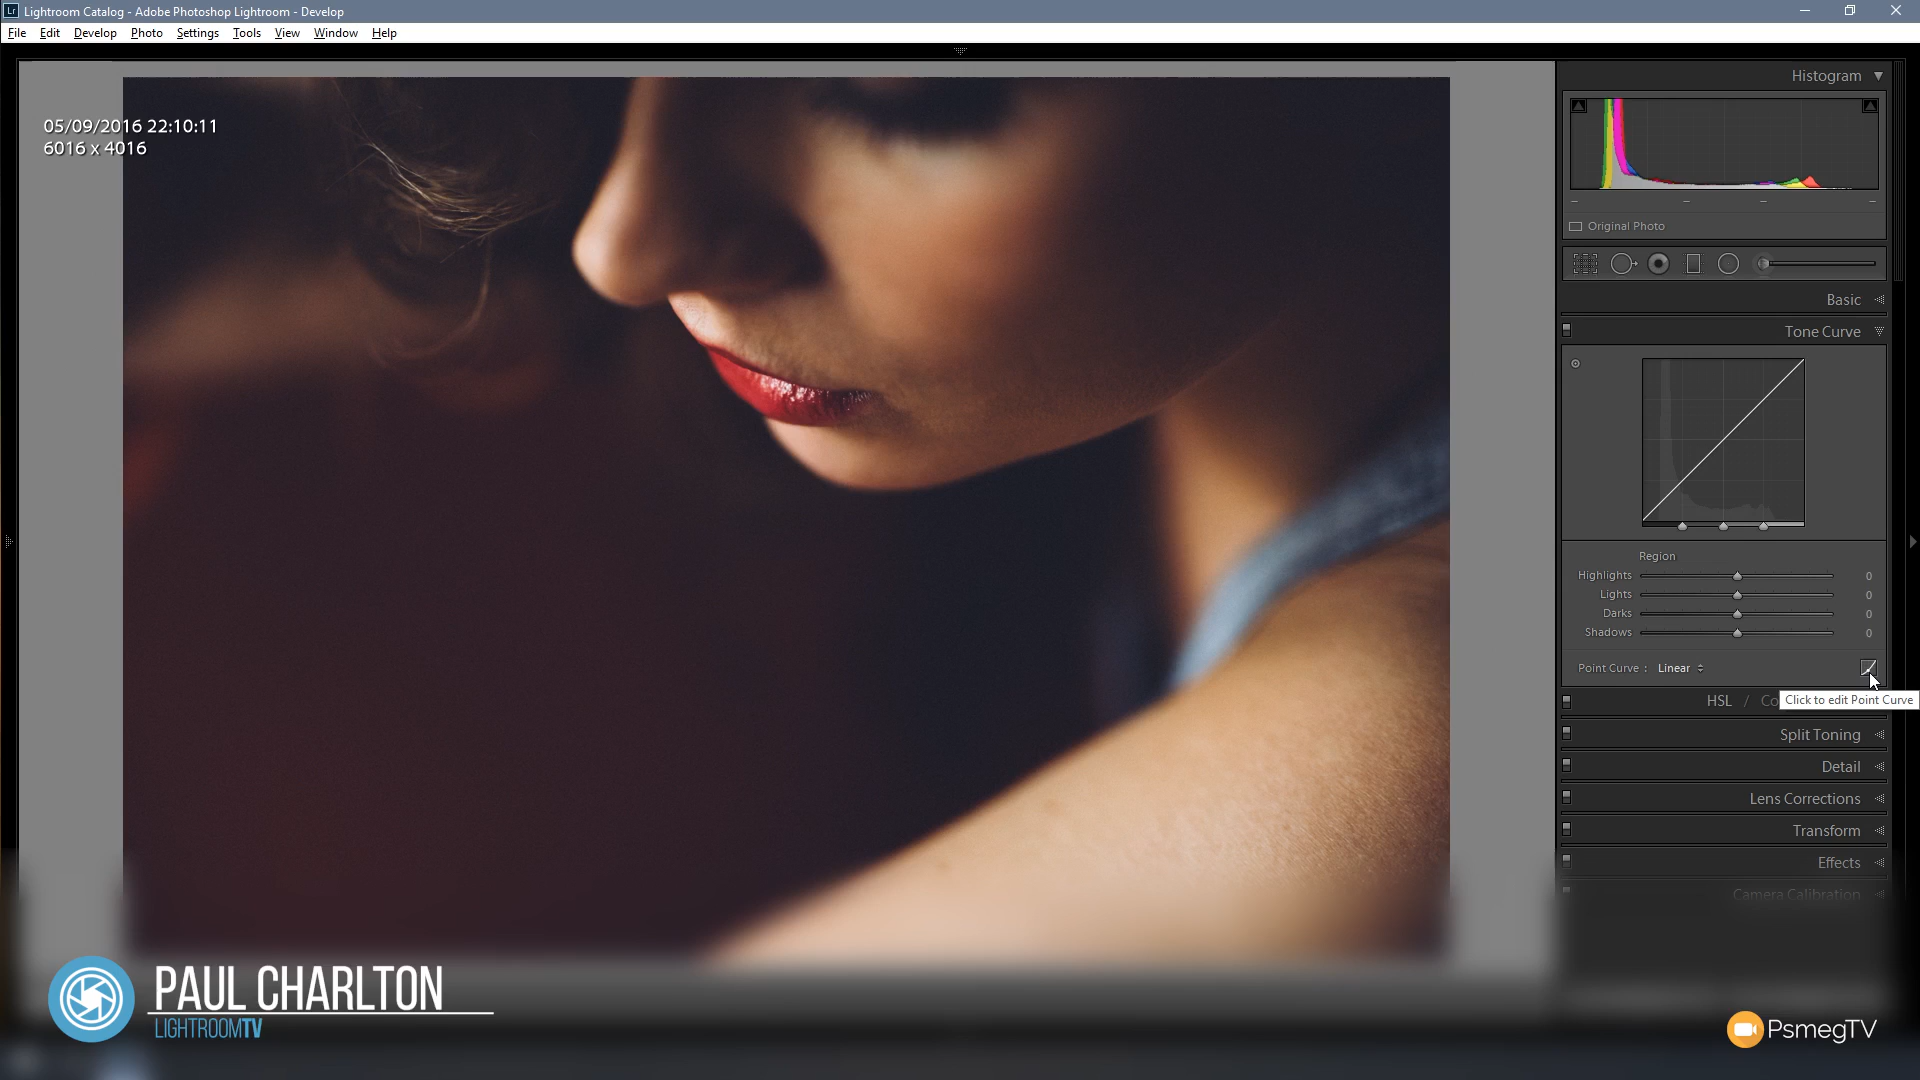 Lr Lightroom Catalog - Adobe Photoshop Lightroom - Develop
File Edit Develop Photo Settings Tools View Window Help
05/09/2016 22:10:11
6016 x 4016
Histogram
Original Photo
Basic
Tone Curve
Region
Highlights 0
Lights 0
Darks 0
Shadows 0
Point Curve : Linear
HSL / Co
Click to edit Point Curve
Split Toning
Detail
Lens Corrections
Transform
Effects
Camera Calibration
PAUL CHARLTON
LIGHTROOMTV
PsmegTV